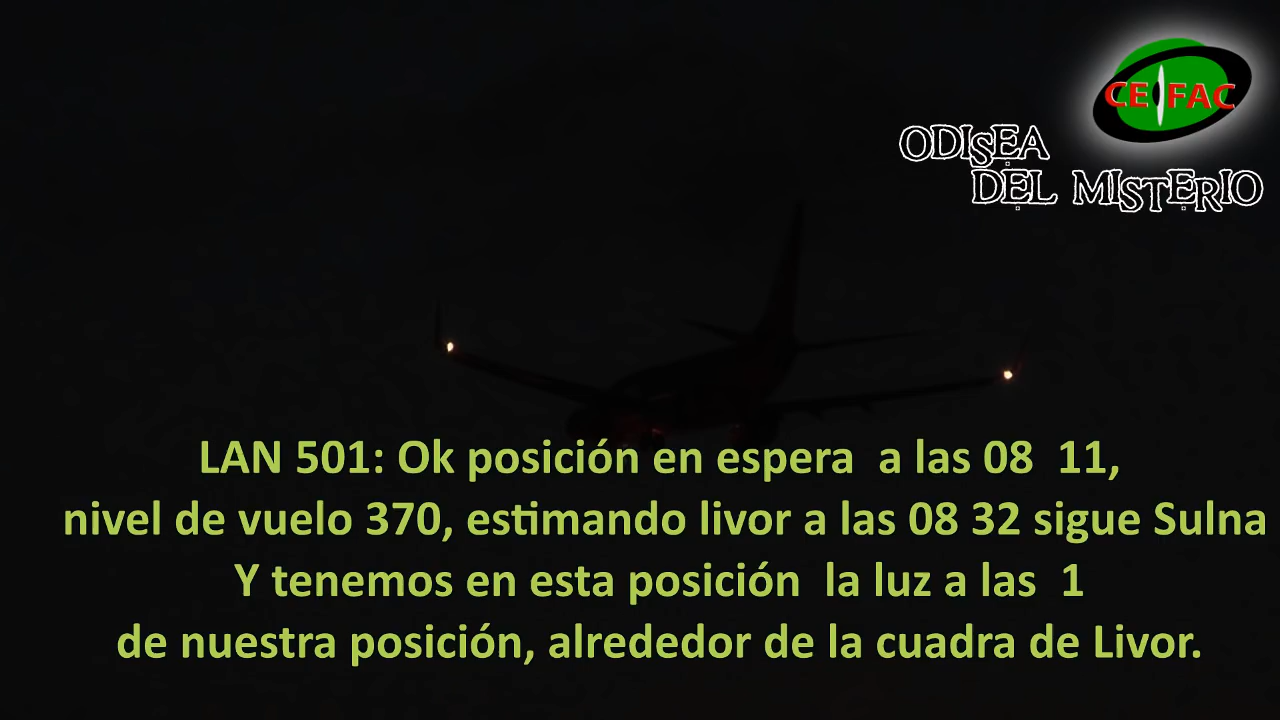 CEIFAC
ODISEA
DEL MISTERIO
LAN 501: Ok posición en espera  a las 08  11,
nivel de vuelo 370, estimando livor a las 08 32 sigue Sulna
Y tenemos en esta posición  la luz a las  1
de nuestra posición, alrededor de la cuadra de Livor.